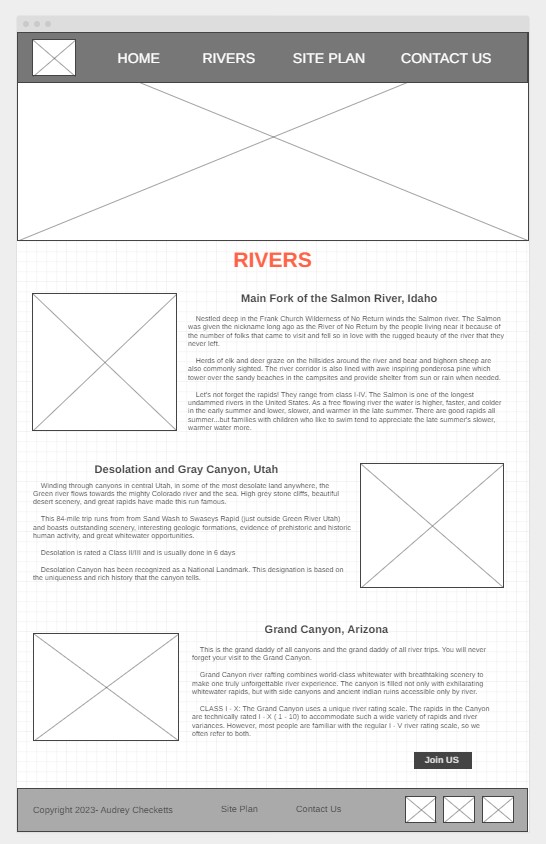 HOME RIVERS SITE PLAN CONTACT US
RIVERS
Main Fork of the Salmon River, Idaho
Nestled deep in the Frank Church Wilderness of No Return winds the Salmon river. The Salmon
was given the nickname long ago as the River of No Return by the people living near it because of
the number of folks that came to visit and fell so in love with the rugged beauty of the river that they
never left.
Herds of elk and deer graze on the hillsides around the river and bear and bighorn sheep are
also commonly sighted. The river corridor is also lined with awe inspiring ponderosa pine which
tower over the sandy beaches in the campsites and provide shelter from sun or rain when needed.
Let's not forget the rapids! They range from class I-IV. The Salmon is one of the longest
undammed rivers in the United States. As a free flowing river the water is higher, faster, and colder
in the early summer and lower, slower, and warmer in the late summer. There are good rapids all
summer...but families with children who like to swim tend to appreciate the late summer's slower,
warmer water more.
Desolation and Gray Canyon, Utah
Winding through canyons in central Utah, in some of the most desolate land anywhere, the
Green river flows towards the mighty Colorado river and the sea. High grey stone cliffs, beautiful
desert scenery, and great rapids have made this run famous.
This 84-mile trip runs from from Sand Wash to Swaseys Rapid (just outside Green River Utah)
and boasts outstanding scenery, interesting geologic formations, evidence of prehistoric and historic
human activity, and great whitewater opportunities.
Desolation is rated a Class II/III and is usually done in 6 days
Desolation Canyon has been recognized as a National Landmark. This designation is based on
the uniqueness and rich history that the canyon tells.
Grand Canyon, Arizona
This is the grand daddy of all canyons and the grand daddy of all river trips. You will never
forget your visit to the Grand Canyon.
Grand Canyon river rafting combines world-class whitewater with breathtaking scenery to
make one truly unforgettable river experience. The canyon is filled not only with exhilarating
whitewater rapids, but with side canyons and ancient indian ruins accessible only by river.
CLASS I - X: The Grand Canyon uses a unique river rating scale. The rapids in the Canyon
are technically rated I - X ( 1 - 10) to accommodate such a wide variety of rapids and river
variances. However, most people are familiar with the regular I - V river rating scale, so we
often refer to both.
Join US
Copyright 2023- Audrey Checketts Site Plan Contact Us